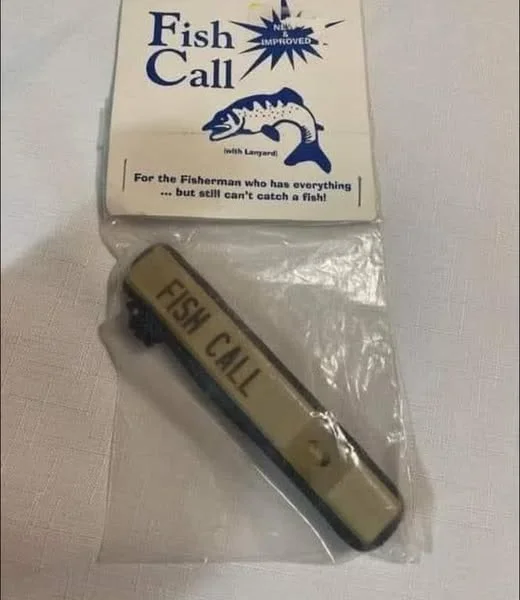 Fish
Call
NEW
&
IMPROVED
(with Lanyard)
For the Fisherman who has everything
... but still can't catch a fish!
FISH CALL